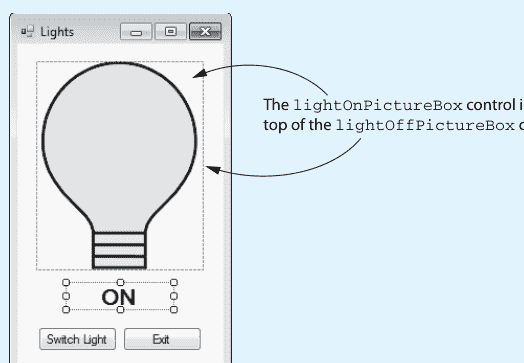 Lights
The lightOnPictureBox control i
top of the lightOffPictureBox c
ON
Switch Light Exit